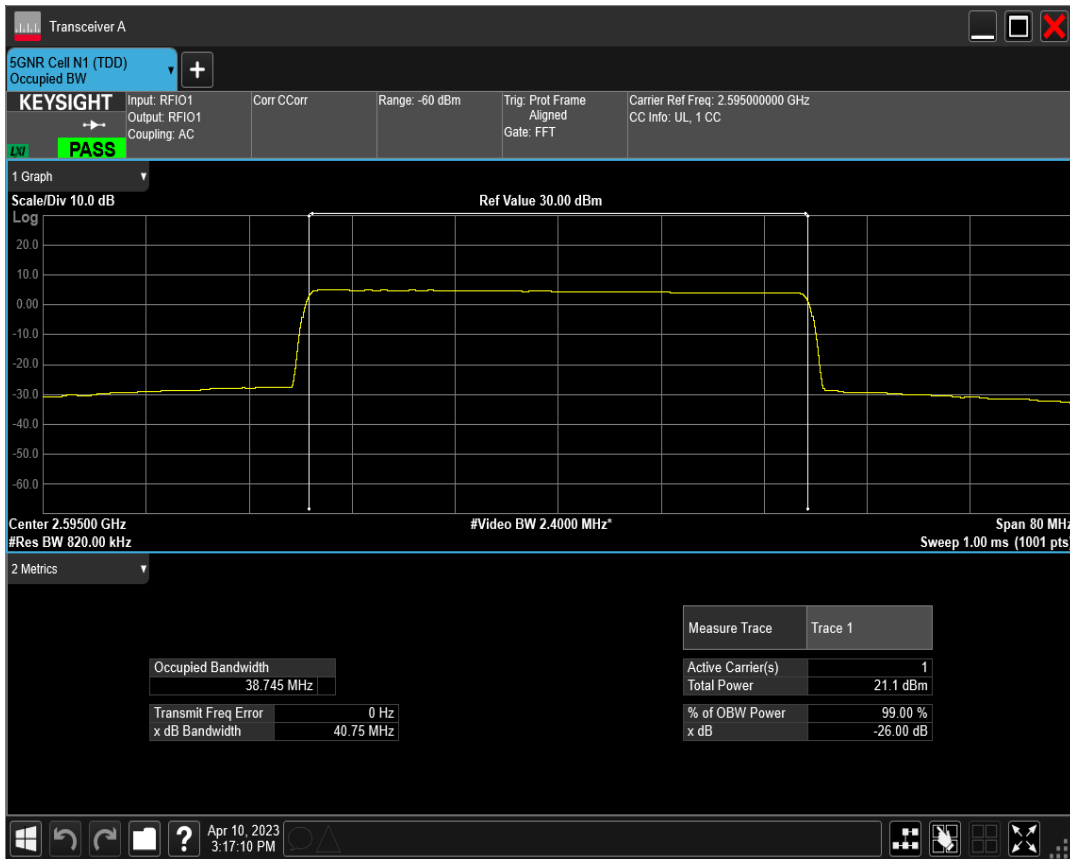 Transceiver A
5GNR Cell N1 (TDD)
Occupied BW
+
KEYSIGHT
LXI
PASS
Input: RFIO1
Output: RFIO1
Coupling: AC
Corr CCorr
Range: -60 dBm
Trig: Prot Frame
Aligned
Gate: FFT
Carrier Ref Freq: 2.595000000 GHz
CC Info: UL, 1 CC
1 Graph
Scale/Div 10.0 dB
Ref Value 30.00 dBm
Log
20.0
10.0
0.00
-10.0
-20.0
-30.0
-40.0
-50.0
-60.0
Center 2.59500 GHz
#Video BW 2.4000 MHz*
Span 80 MHz
#Res BW 820.00 kHz
Sweep 1.00 ms (1001 pts)
2 Metrics
Measure Trace Trace 1
Occupied Bandwidth
38.745 MHz
Active Carrier(s) 1
Total Power 21.1 dBm
Transmit Freq Error 0 Hz
x dB Bandwidth 40.75 MHz
% of OBW Power 99.00 %
x dB -26.00 dB
?
Apr 10, 2023
3:17:10 PM